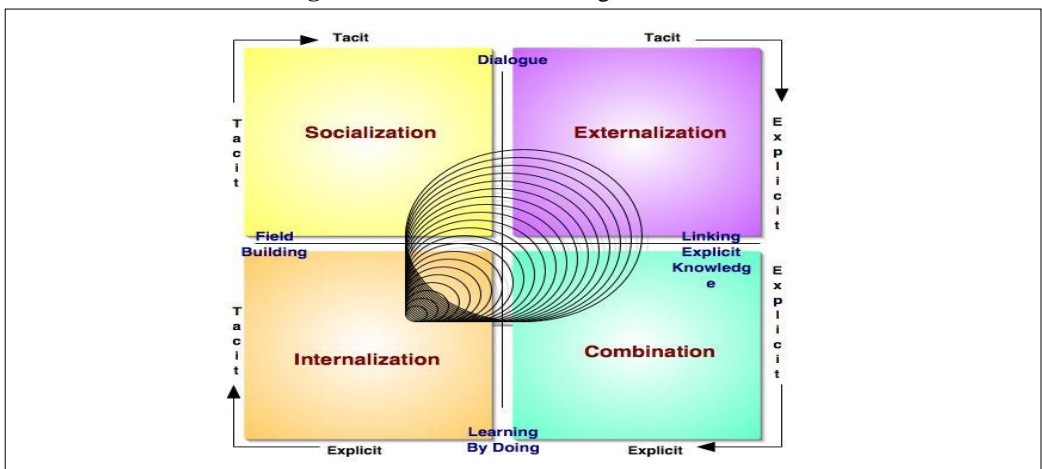 Tacit
Tacit
Dialogue
Tacit
Socialization
Externalization
Explicit
Field
Building
Linking
Explicit
Knowledg
e
Tacit
Internalization
Combination
Explicit
Learning
By Doing
Explicit
Explicit